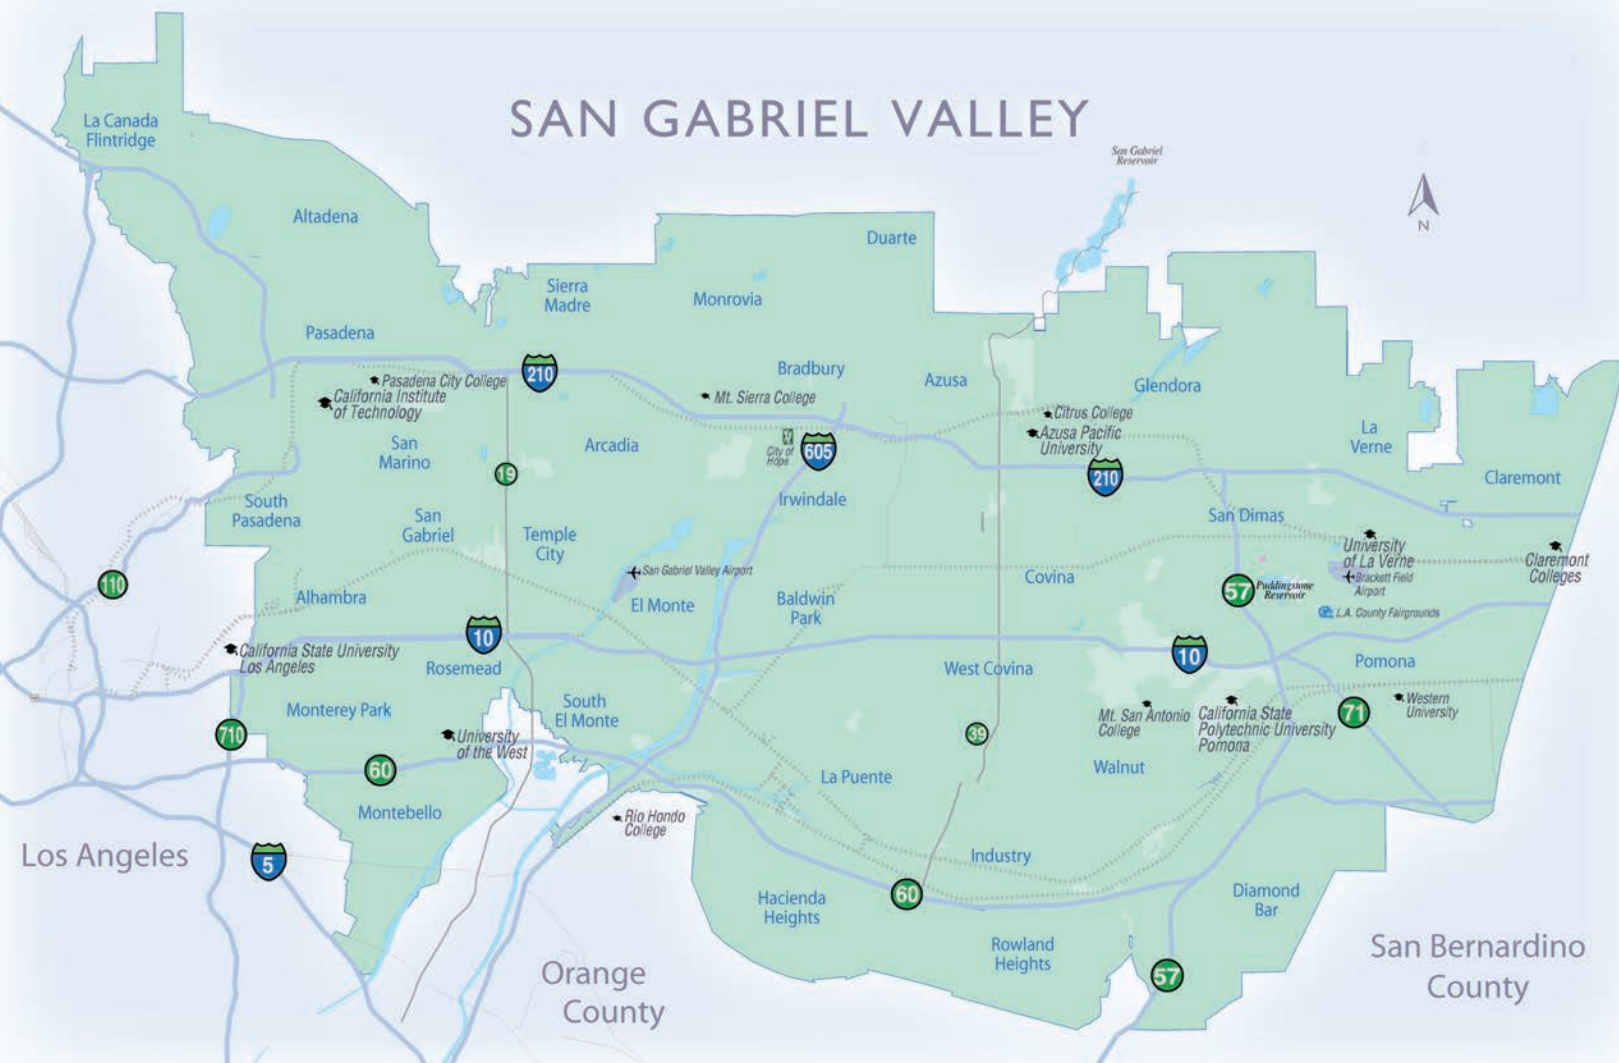 SAN GABRIEL VALLEY
La Canada
Flintridge
San Gabriel
Reservoir
N
Altadena
Duarte
Sierra
Madre
Monrovia
Pasadena
210
Bradbury
Azusa
Glendora
Pasadena City College
California Institute
of Technology
Mt. Sierra College
Citrus College
Azusa Pacific
University
La
Verne
San
Marino
Arcadia
City of
Hope
605
19
210
Claremont
Irwindale
South
Pasadena
San
Gabriel
Temple
City
San Dimas
University
of La Verne
Claremont
Colleges
San Gabriel Valley Airport
Covina
Brackett Field
Airport
110
57
Puddingstone
Reservoir
Alhambra
El Monte
Baldwin
Park
L.A. County Fairgrounds
10
California State University
Los Angeles
Rosemead
West Covina
10
Pomona
Monterey Park
South
El Monte
Mt. San Antonio
College
California State
Polytechnic University
Pomona
71
Western
University
710
University
of the West
39
60
La Puente
Walnut
Montebello
Rio Hondo
College
Los Angeles
5
Industry
60
Hacienda
Heights
Diamond
Bar
Rowland
Heights
San Bernardino
County
57
Orange
County